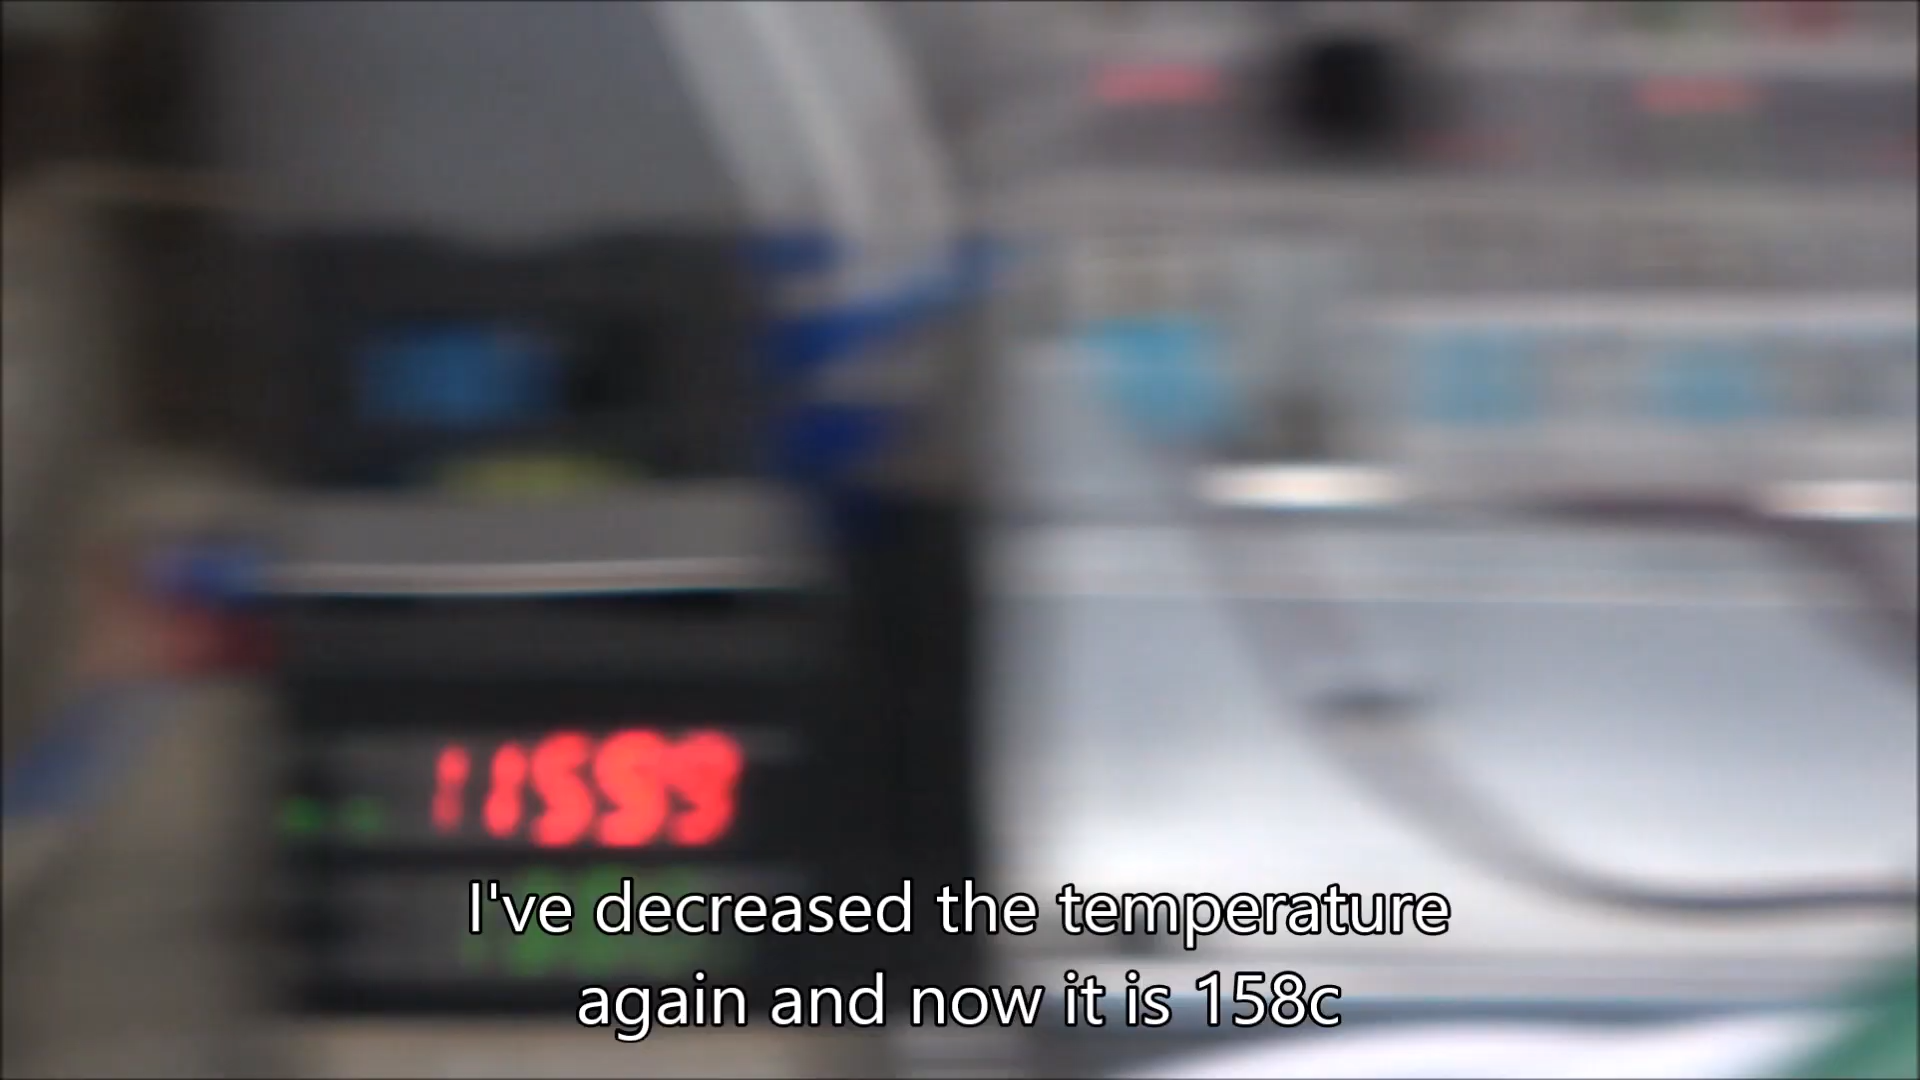 I've decreased the temperature
again and now it is 158c